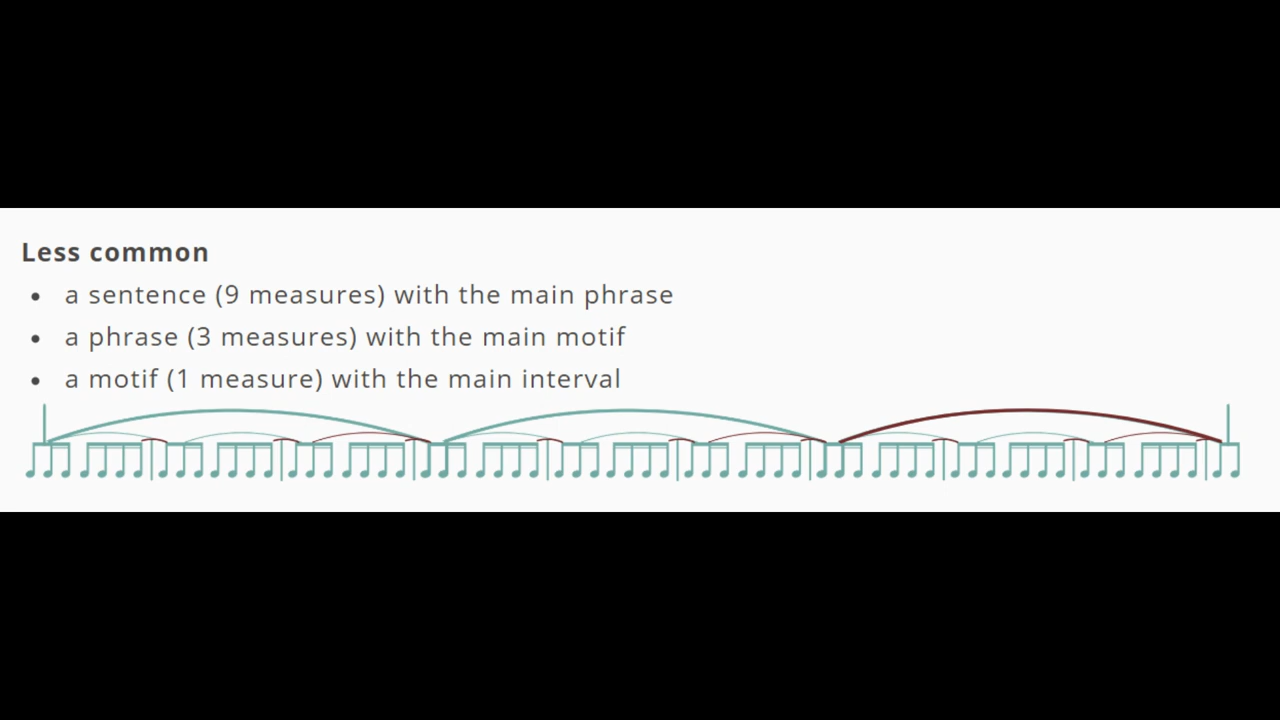 Less common
• a sentence (9 measures) with the main phrase
• a phrase (3 measures) with the main motif
• a motif (1 measure) with the main interval